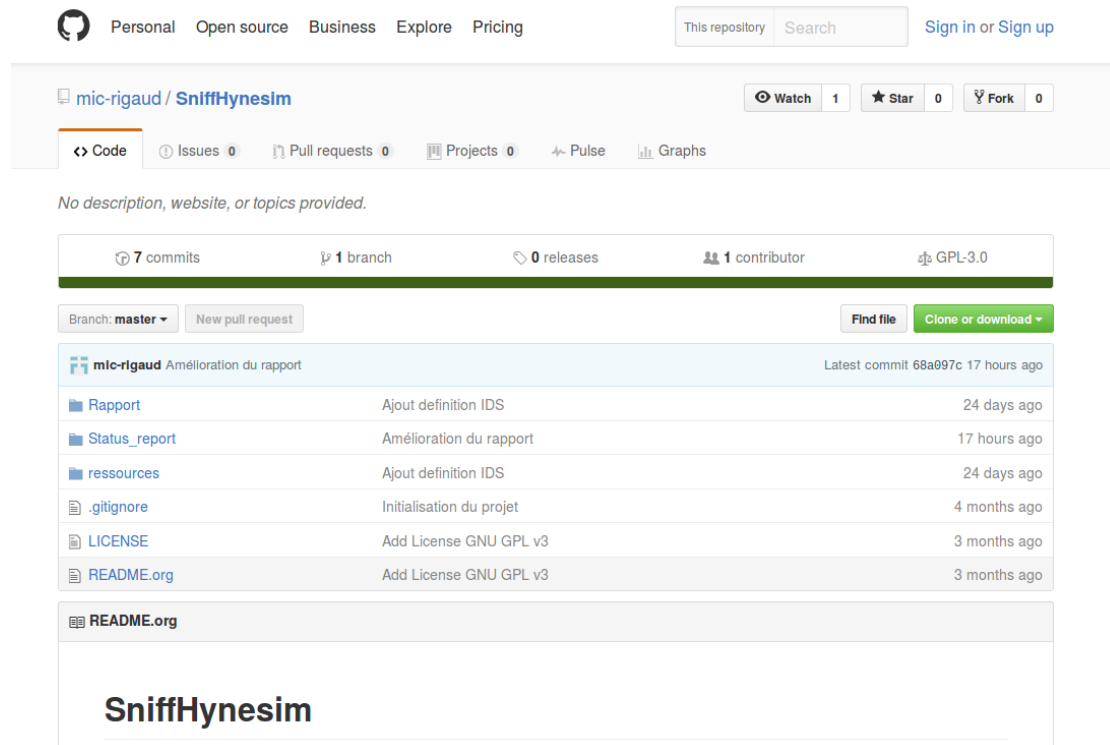 Personal Open source Business Explore Pricing This repository Search Sign in or Sign up
mic-rigaud / SniffHynesim Watch 1 Star 0 Fork 0
Code Issues 0 Pull requests 0 Projects 0 Pulse Graphs
No description, website, or topics provided.
7 commits 1 branch 0 releases 1 contributor GPL-3.0
Branch: master New pull request Find file Clone or download
mic-rigaud Amélioration du rapport Latest commit 68a097c 17 hours ago
Rapport Ajout definition IDS 24 days ago
Status_report Amélioration du rapport 17 hours ago
ressources Ajout definition IDS 24 days ago
.gitignore Initialisation du projet 4 months ago
LICENSE Add License GNU GPL v3 3 months ago
README.org Add License GNU GPL v3 3 months ago
README.org
SniffHynesim